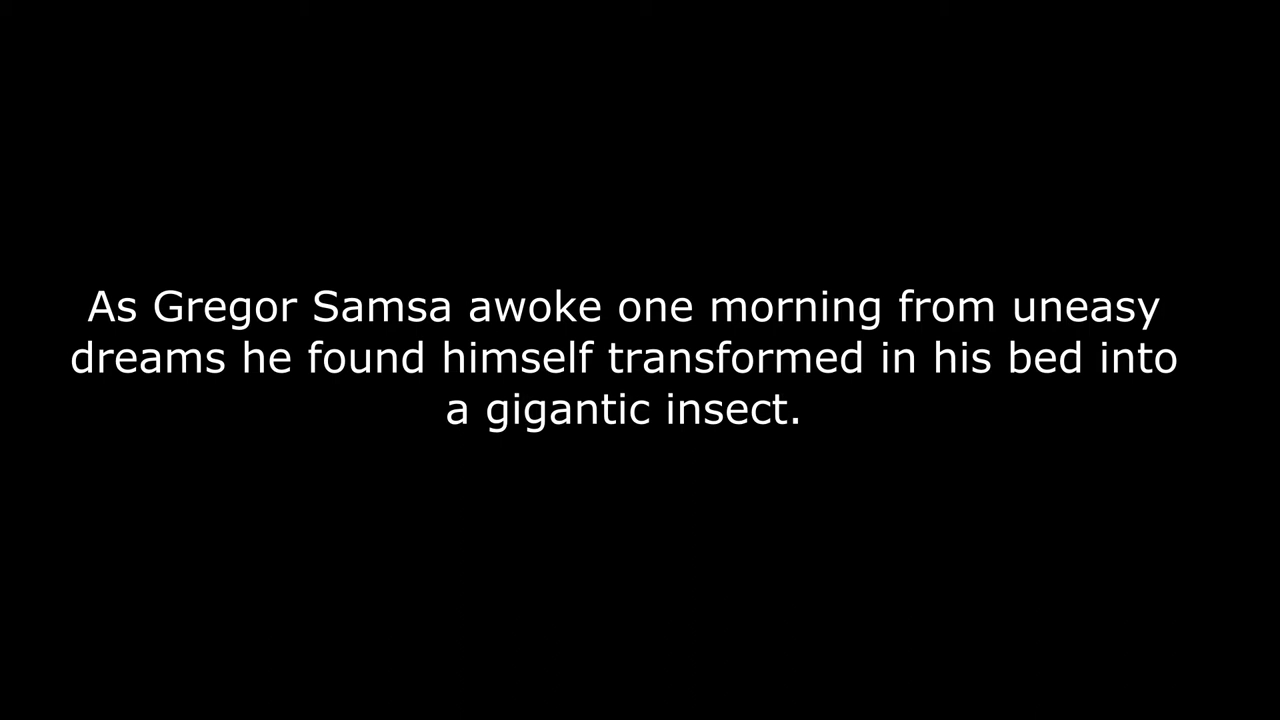 As Gregor Samsa awoke one morning from uneasy
dreams he found himself transformed in his bed into
a gigantic insect.